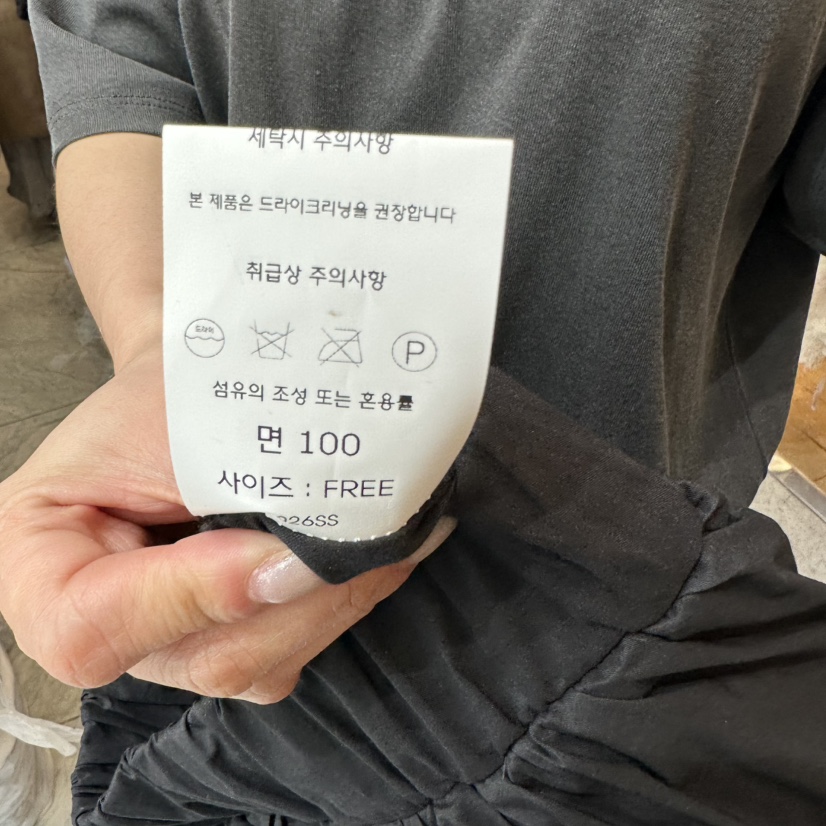 세탁시 주의사항
본 제품은 드라이크리닝율 권장합니다
취급상 주의사항
드라이
P
섬유의 조성 또는 혼용률
면 100
사이즈 : FREE
026SS